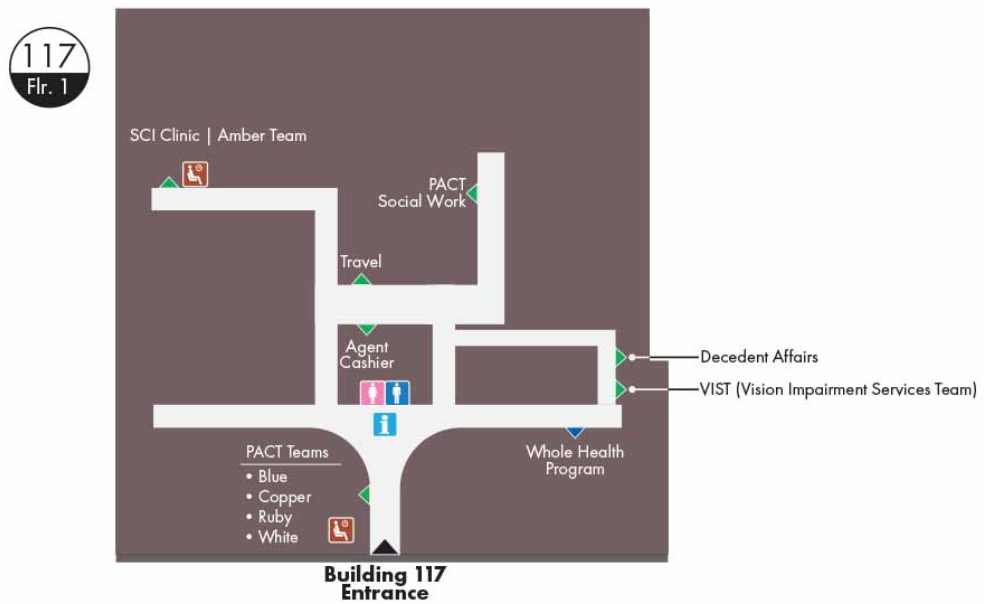 117
Flr. 1
SCI Clinic | Amber Team
PACT
Social Work
Travel
Agent
Cashier
Decedent Affairs
VIST (Vision Impairment Services Team)
i
PACT Teams
• Blue
• Copper
• Ruby
• White
Whole Health
Program
Building 117
Entrance